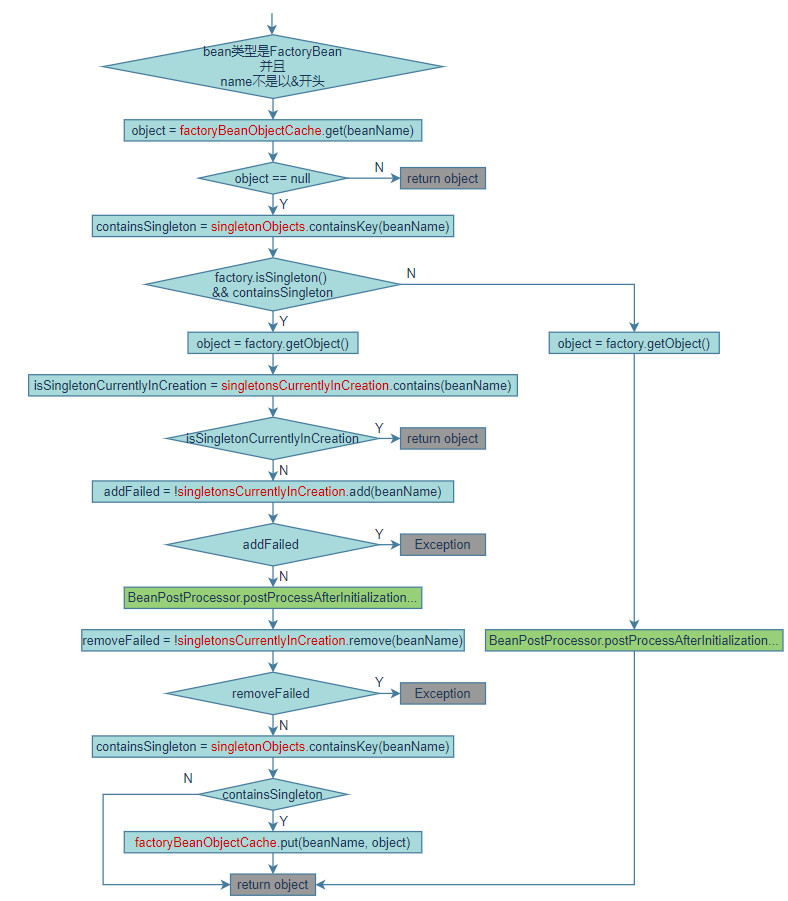 bean类型是FactoryBean
并且
name不是以&开头
object = factoryBeanObjectCache.get(beanName)
object == null
N
return object
Y
containsSingleton = singletonObjects.containsKey(beanName)
factory.isSingleton()
&& containsSingleton
N
Y
object = factory.getObject()
object = factory.getObject()
isSingletonCurrentlyInCreation = singletonsCurrentlyInCreation.contains(beanName)
isSingletonCurrentlyInCreation
Y
return object
N
addFailed = !singletonsCurrentlyInCreation.add(beanName)
addFailed
Y
Exception
N
BeanPostProcessor.postProcessAfterInitialization...
removeFailed = !singletonsCurrentlyInCreation.remove(beanName)
BeanPostProcessor.postProcessAfterInitialization...
removeFailed
Y
Exception
N
containsSingleton = singletonObjects.containsKey(beanName)
N
containsSingleton
Y
factoryBeanObjectCache.put(beanName, object)
return object